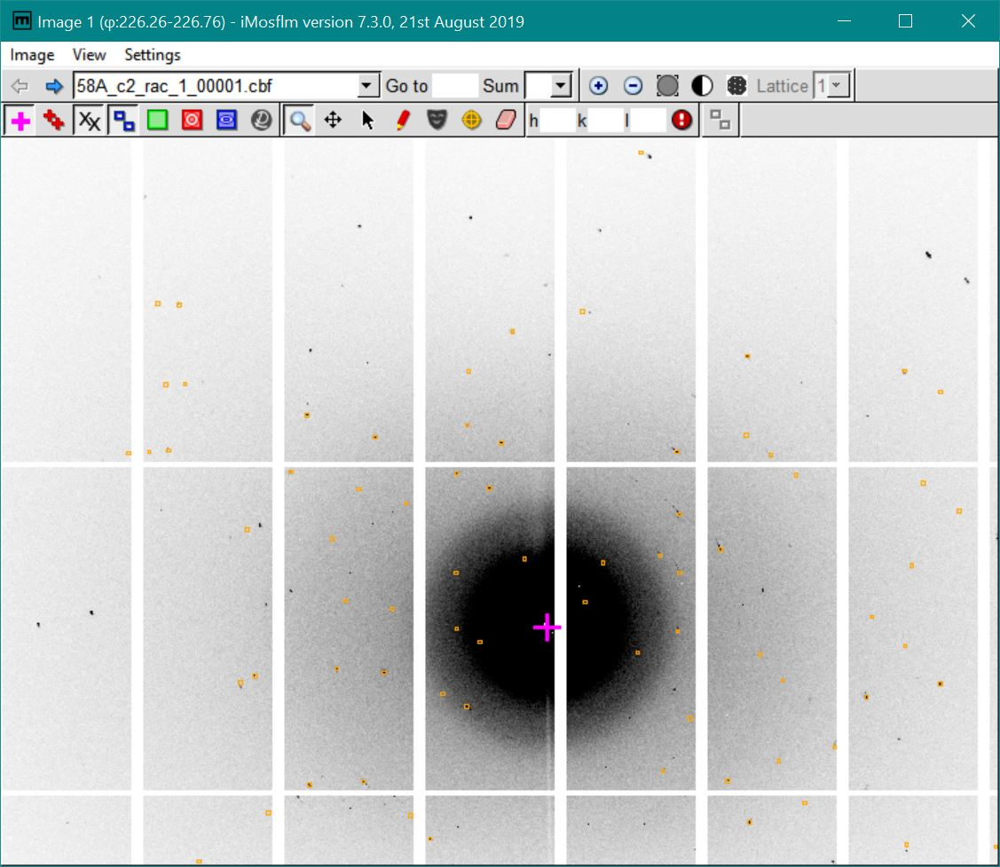 m Image 1 (φ:226.26-226.76) - iMosflm version 7.3.0, 21st August 2019
Image View Settings
58A_c2_rac_1_00001.cbf Go to Sum Lattice 1
h k l